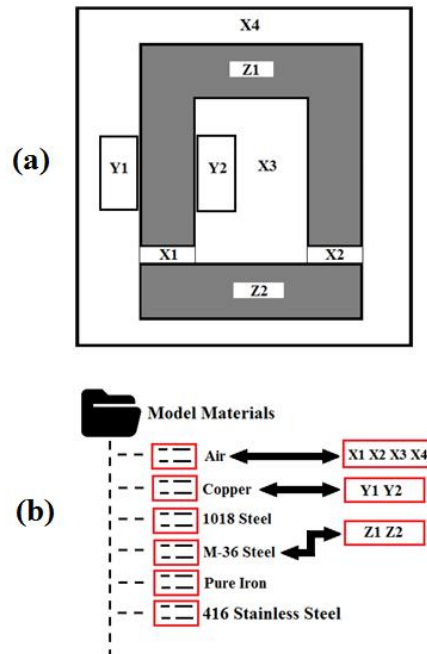 X4
Z1
(a)
Y1 Y2 X3
X1 X2
Z2
Model Materials
Air X1 X2 X3 X4
Copper Y1 Y2
(b)
1018 Steel
Z1 Z2
M-36 Steel
Pure Iron
416 Stainless Steel